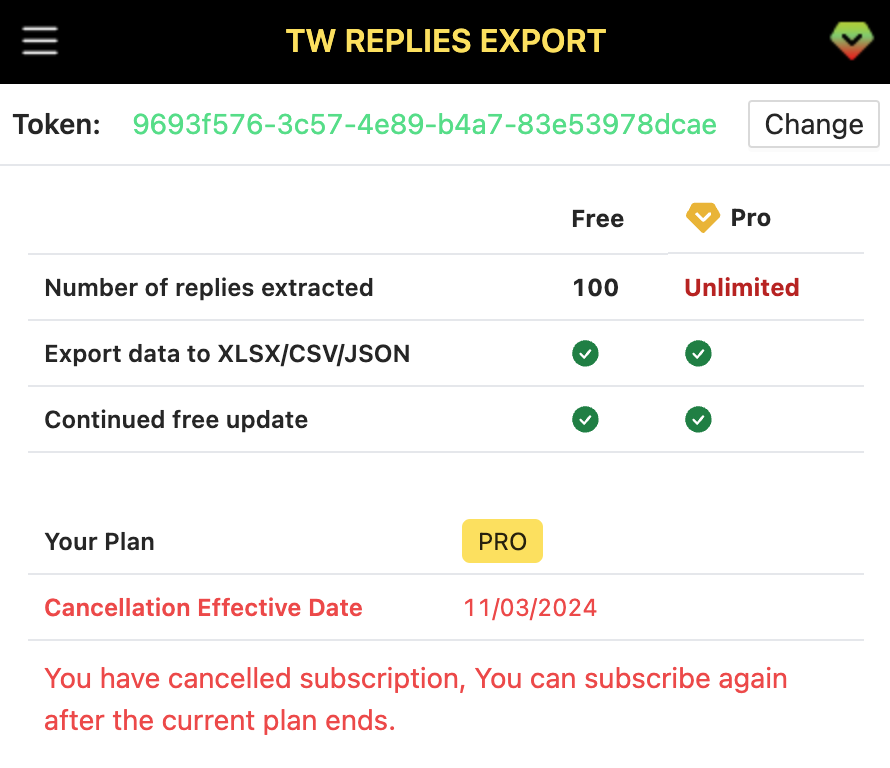 TW REPLIES EXPORT
Token: 9693f576-3c57-4e89-b4a7-83e53978dcae Change
Free Pro
Number of replies extracted 100 Unlimited
Export data to XLSX/CSV/JSON
Continued free update
Your Plan PRO
Cancellation Effective Date 11/03/2024
You have cancelled subscription, You can subscribe again
after the current plan ends.